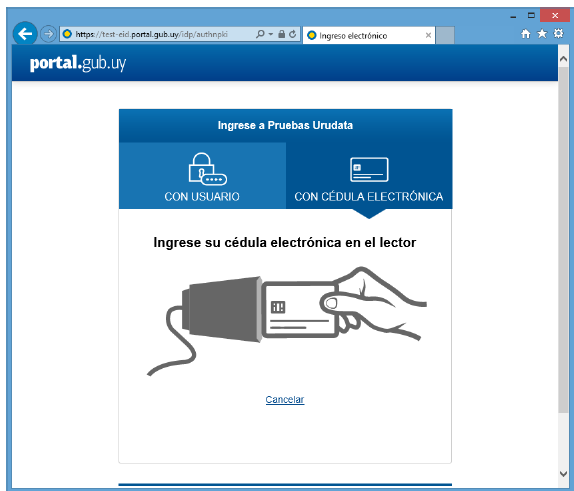 https://test-eid.portal.gub.uy/idp/authnpki
Ingreso electrónico
portal.gub.uy
Ingrese a Pruebas Urudata
CON USUARIO
CON CÉDULA ELECTRÓNICA
Ingrese su cédula electrónica en el lector
Cancelar